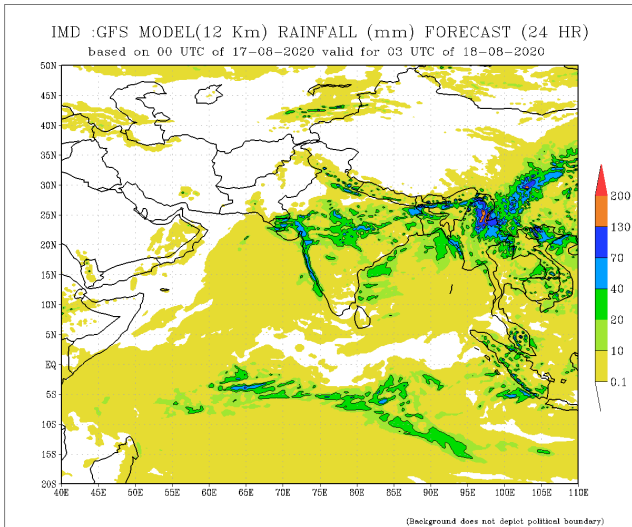 IMD :GFS MODEL(12 Km) RAINFALL (mm) FORECAST (24 HR)
based on 00 UTC of 17-08-2020 valid for 03 UTC of 18-08-2020
50N
45N
40N
35N
30N
25N
20N
15N
10N
5N
EQ
5S
10S
15S
20S
40E 45E 50E 55E 60E 65E 70E 75E 80E 85E 90E 95E 100E 105E 110E
200
130
70
40
20
10
0.1
(Background does not depict political boundary)